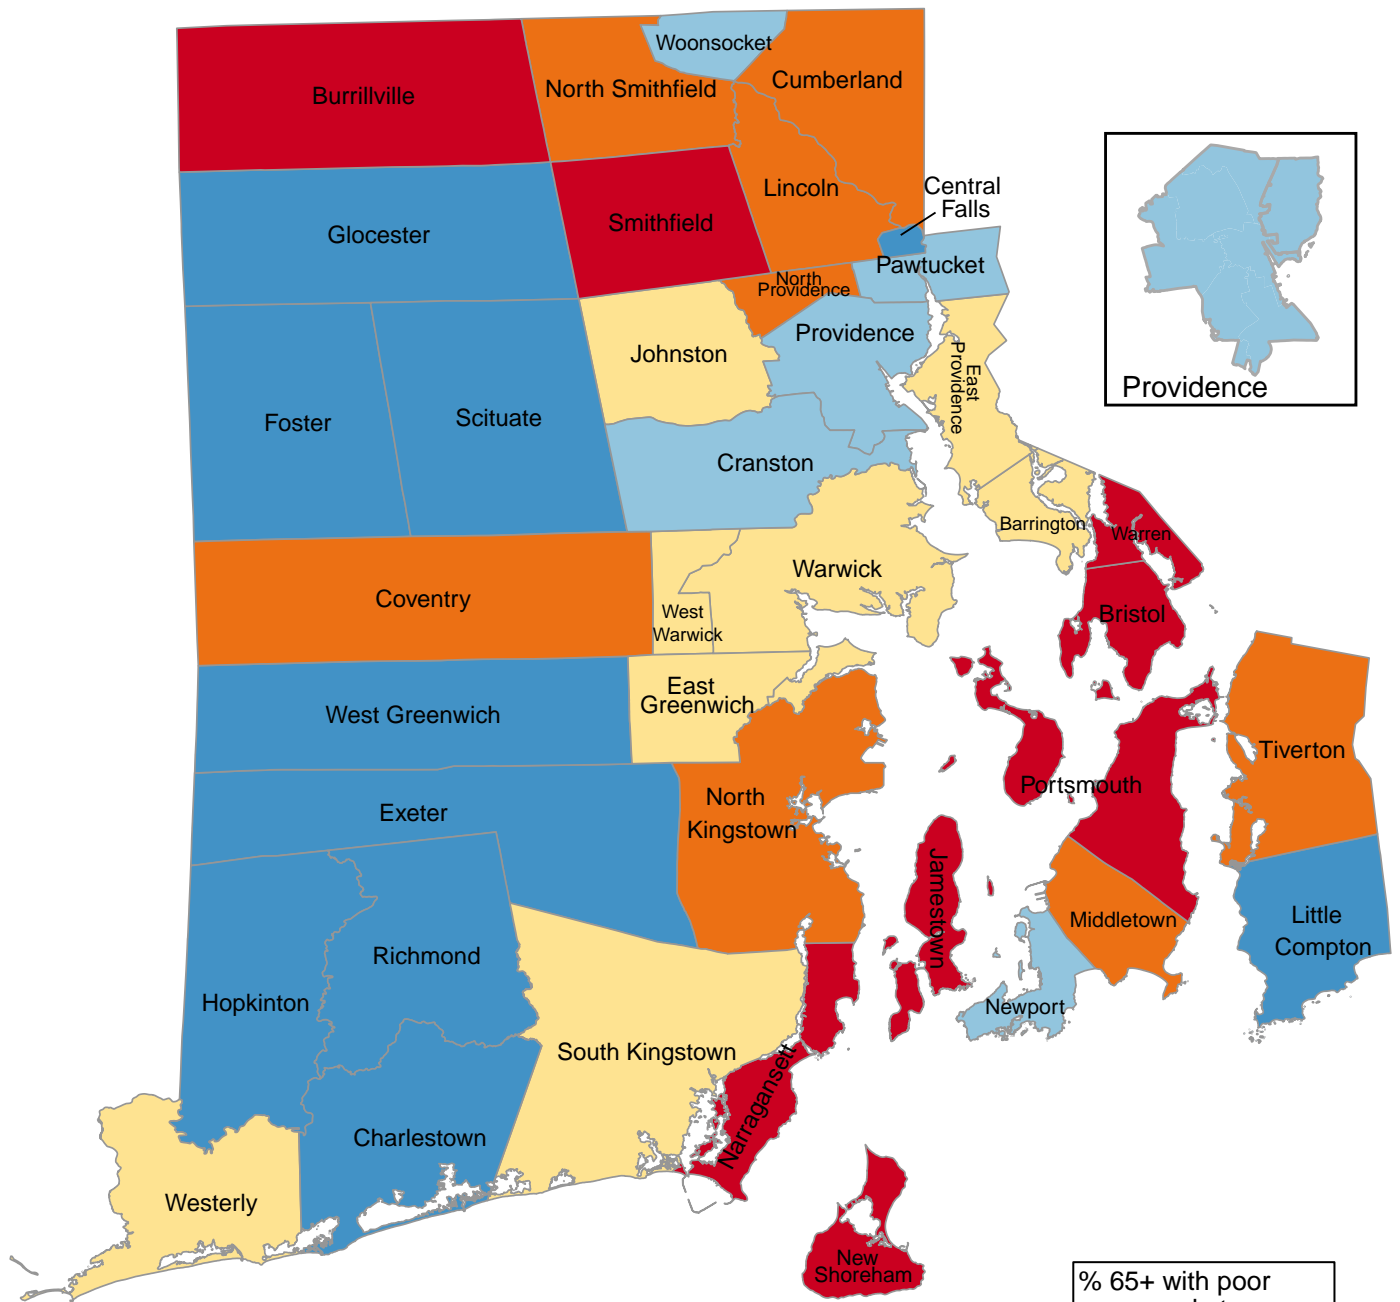 Woonsocket
Cumberland
North Smithfield
Burrillville
Central
Falls
Lincoln
Smithfield
Glocester
Pawtucket
North
Providence
Providence
Johnston
East
Providence
Providence
Foster
Scituate
Cranston
Barrington
Warren
Warwick
Coventry
West
Warwick
Bristol
East
Greenwich
West Greenwich
Tiverton
Portsmouth
North
Kingstown
Exeter
Jamestown
Middletown
Little
Compton
Richmond
Hopkinton
Newport
South Kingstown
Narragansett
Charlestown
Westerly
New
Shoreham
% 65+ with poor